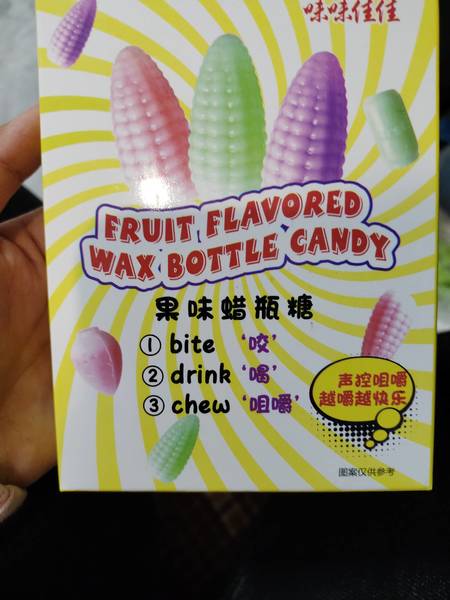 味味佳佳
FRUIT FLAVORED
WAX BOTTLE CANDY
果味蜡瓶糖
① bite '咬'
② drink '喝'
③ chew '咀嚼'
声控咀嚼
越嚼越快乐
图案仅供参考